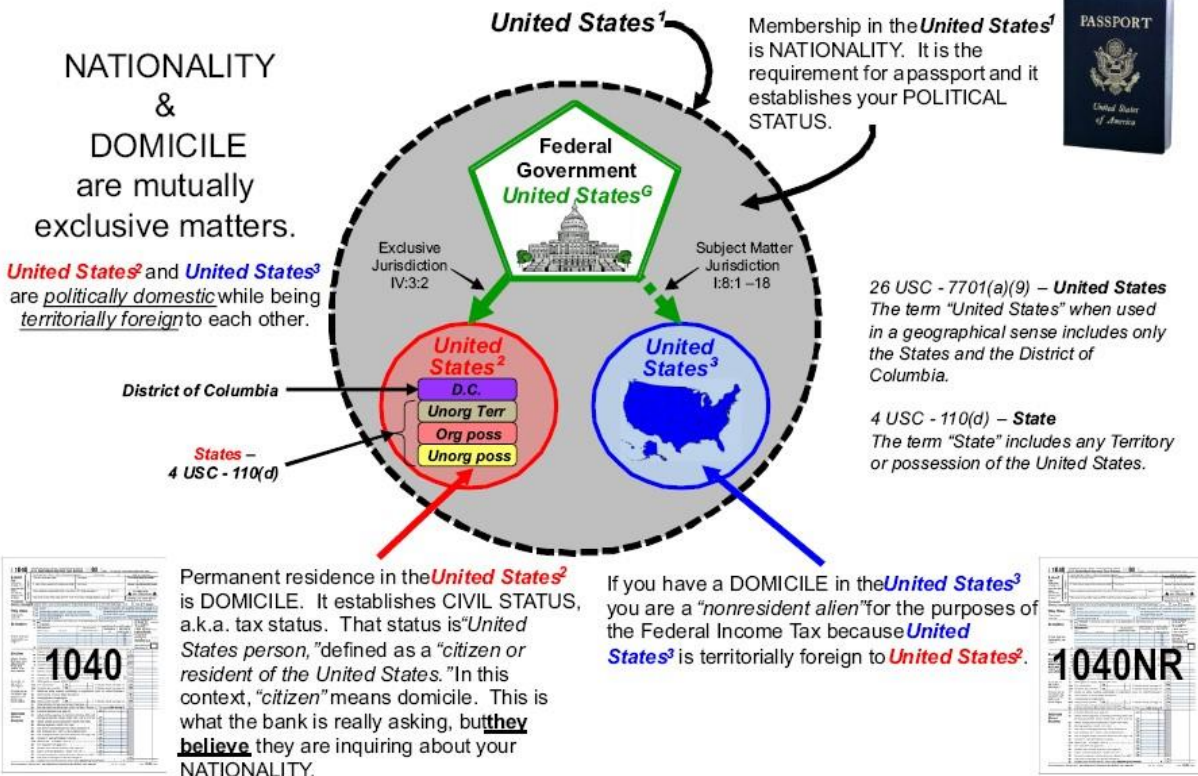 NATIONALITY
&
DOMICILE
are mutually
exclusive matters.
United States² and United States³
are politically domestic while being
territorially foreign to each other.
United States¹
Membership in the United States¹
is NATIONALITY. It is the
requirement for a passport and it
establishes your POLITICAL
STATUS.
PASSPORT
United States
of America
Federal
Government
United Statesᴳ
Exclusive
Jurisdiction
IV:3:2
Subject Matter
Jurisdiction
I:8:1 –18
United
States²
D.C.
Unorg Terr
Org poss
Unorg poss
United
States³
District of Columbia
States –
4 USC - 110(d)
26 USC - 7701(a)(9) – United States
The term “United States” when used
in a geographical sense includes only
the States and the District of
Columbia.
4 USC - 110(d) – State
The term “State” includes any Territory
or possession of the United States.
1040
Permanent residence in the United States²
is DOMICILE. It establishes CIVIL STATUS,
a.k.a. tax status.
States person,” defined as a “citizen or
resident of the United States.” In this
context, “citizen” means domicile. This is
what the bank is really asking, but
believe they are inquiring about your
NATIONALITY
If you have a DOMICILE in the United States³
you are a “nonresident alien” for the purposes of
the Federal Income Tax because United
States³ is terriorially foreign to United States².
1040NR